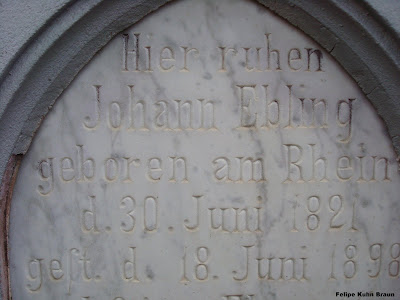 Hier ruhen
Johann Ebling
geboren am Rhein
d. 30. Juni 1821
gest. d. 18. Juni 1898
Felipe Kuhn Braun